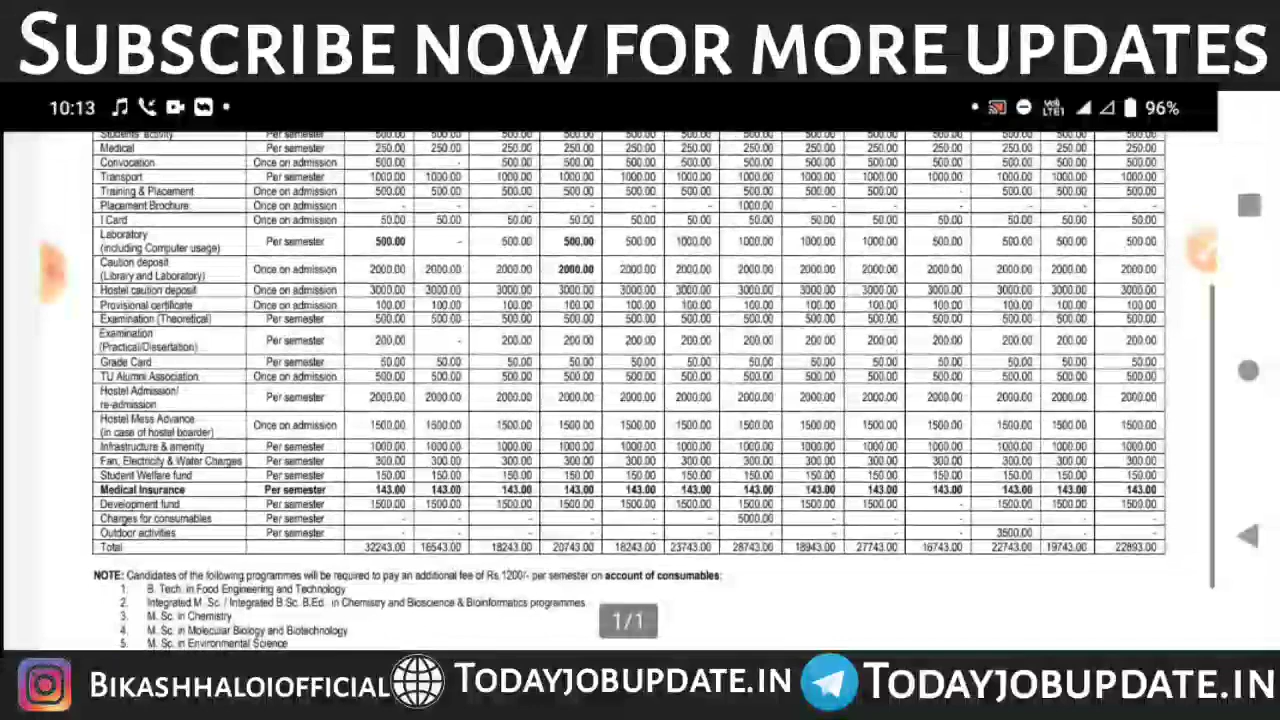 SUBSCRIBE NOW FOR MORE UPDATES
10:13 96%
Students' activity Per semester 500.00 500.00 500.00 500.00 500.00 500.00 500.00 500.00 500.00 500.00 500.00 500.00 500.00
Medical Per semester 250.00 250.00 250.00 250.00 250.00 250.00 250.00 250.00 250.00 250.00 250.00 250.00 250.00
Convocation Once on admission 500.00 - 500.00 500.00 500.00 500.00 500.00 500.00 500.00 500.00 500.00 500.00 500.00
Transport Per semester 1000.00 1000.00 1000.00 1000.00 1000.00 1000.00 1000.00 1000.00 1000.00 1000.00 1000.00 1000.00 1000.00
Training & Placement Once on admission 500.00 500.00 500.00 500.00 500.00 500.00 500.00 500.00 500.00 - 500.00 500.00 500.00
Placement Brochure Once on admission - - - - - - 1000.00 - - - - - -
I Card Once on admission 50.00 50.00 50.00 50.00 50.00 50.00 50.00 50.00 50.00 50.00 50.00 50.00 50.00
Laboratory
(including Computer usage) Per semester 500.00 - 500.00 500.00 500.00 1000.00 1000.00 1000.00 1000.00 500.00 500.00 500.00 500.00
Caution deposit
(Library and Laboratory) Once on admission 2000.00 2000.00 2000.00 2000.00 2000.00 2000.00 2000.00 2000.00 2000.00 2000.00 2000.00 2000.00 2000.00
Hostel caution deposit Once on admission 3000.00 3000.00 3000.00 3000.00 3000.00 3000.00 3000.00 3000.00 3000.00 3000.00 3000.00 3000.00 3000.00
Provisional certificate Once on admission 100.00 100.00 100.00 100.00 100.00 100.00 100.00 100.00 100.00 100.00 100.00 100.00 100.00
Examination (Theoretical) Per semester 500.00 500.00 500.00 500.00 500.00 500.00 500.00 500.00 500.00 500.00 500.00 500.00 500.00
Examination
(Practical/Dissertation) Per semester 200.00 - 200.00 200.00 200.00 200.00 200.00 200.00 200.00 200.00 200.00 200.00 200.00
Grade Card Per semester 50.00 50.00 50.00 50.00 50.00 50.00 50.00 50.00 50.00 50.00 50.00 50.00 50.00
TU Alumni Association Once on admission 500.00 500.00 500.00 500.00 500.00 500.00 500.00 500.00 500.00 500.00 500.00 500.00 500.00
Hostel Admission/
re-admission Per semester 2000.00 2000.00 2000.00 2000.00 2000.00 2000.00 2000.00 2000.00 2000.00 2000.00 2000.00 2000.00 2000.00
Hostel Mess Advance
(in case of hostel boarder) Once on admission 1500.00 1500.00 1500.00 1500.00 1500.00 1500.00 1500.00 1500.00 1500.00 1500.00 1500.00 1500.00 1500.00
Infrastructure & amenity Per semester 1000.00 1000.00 1000.00 1000.00 1000.00 1000.00 1000.00 1000.00 1000.00 1000.00 1000.00 1000.00 1000.00
Fan, Electricity & Water Charges Per semester 300.00 300.00 300.00 300.00 300.00 300.00 300.00 300.00 300.00 300.00 300.00 300.00 300.00
Student Welfare fund Per semester 150.00 150.00 150.00 150.00 150.00 150.00 150.00 150.00 150.00 150.00 150.00 150.00 150.00
Medical Insurance Per semester 143.00 143.00 143.00 143.00 143.00 143.00 143.00 143.00 143.00 143.00 143.00 143.00 143.00
Development fund Per semester 1500.00 1500.00 1500.00 1500.00 1500.00 1500.00 1500.00 1500.00 1500.00 - 1500.00 1500.00 1500.00
Charges for consumables Per semester - - - - - - 5000.00 - - - - - -
Outdoor activities Per semester - - - - - - - - - - 3500.00 - -
Total 32243.00 16543.00 18243.00 20743.00 18243.00 23743.00 28743.00 18943.00 27743.00 16743.00 22743.00 19743.00 22893.00
NOTE: Candidates of the following programmes will be required to pay an additional fee of Rs.1200/- per semester on account of consumables:
1. B. Tech. in Food Engineering and Technology
2. Integrated M. Sc. / Integrated B.Sc. B.Ed. in Chemistry and Bioscience & Bioinformatics programmes
3. M. Sc. in Chemistry
4. M. Sc. in Molecular Biology and Biotechnology
5. M. Sc. in Environmental Science
1/1
BIKASHHALOIOFFICIAL TODAYJOBUPDATE.IN TODAYJOBUPDATE.IN